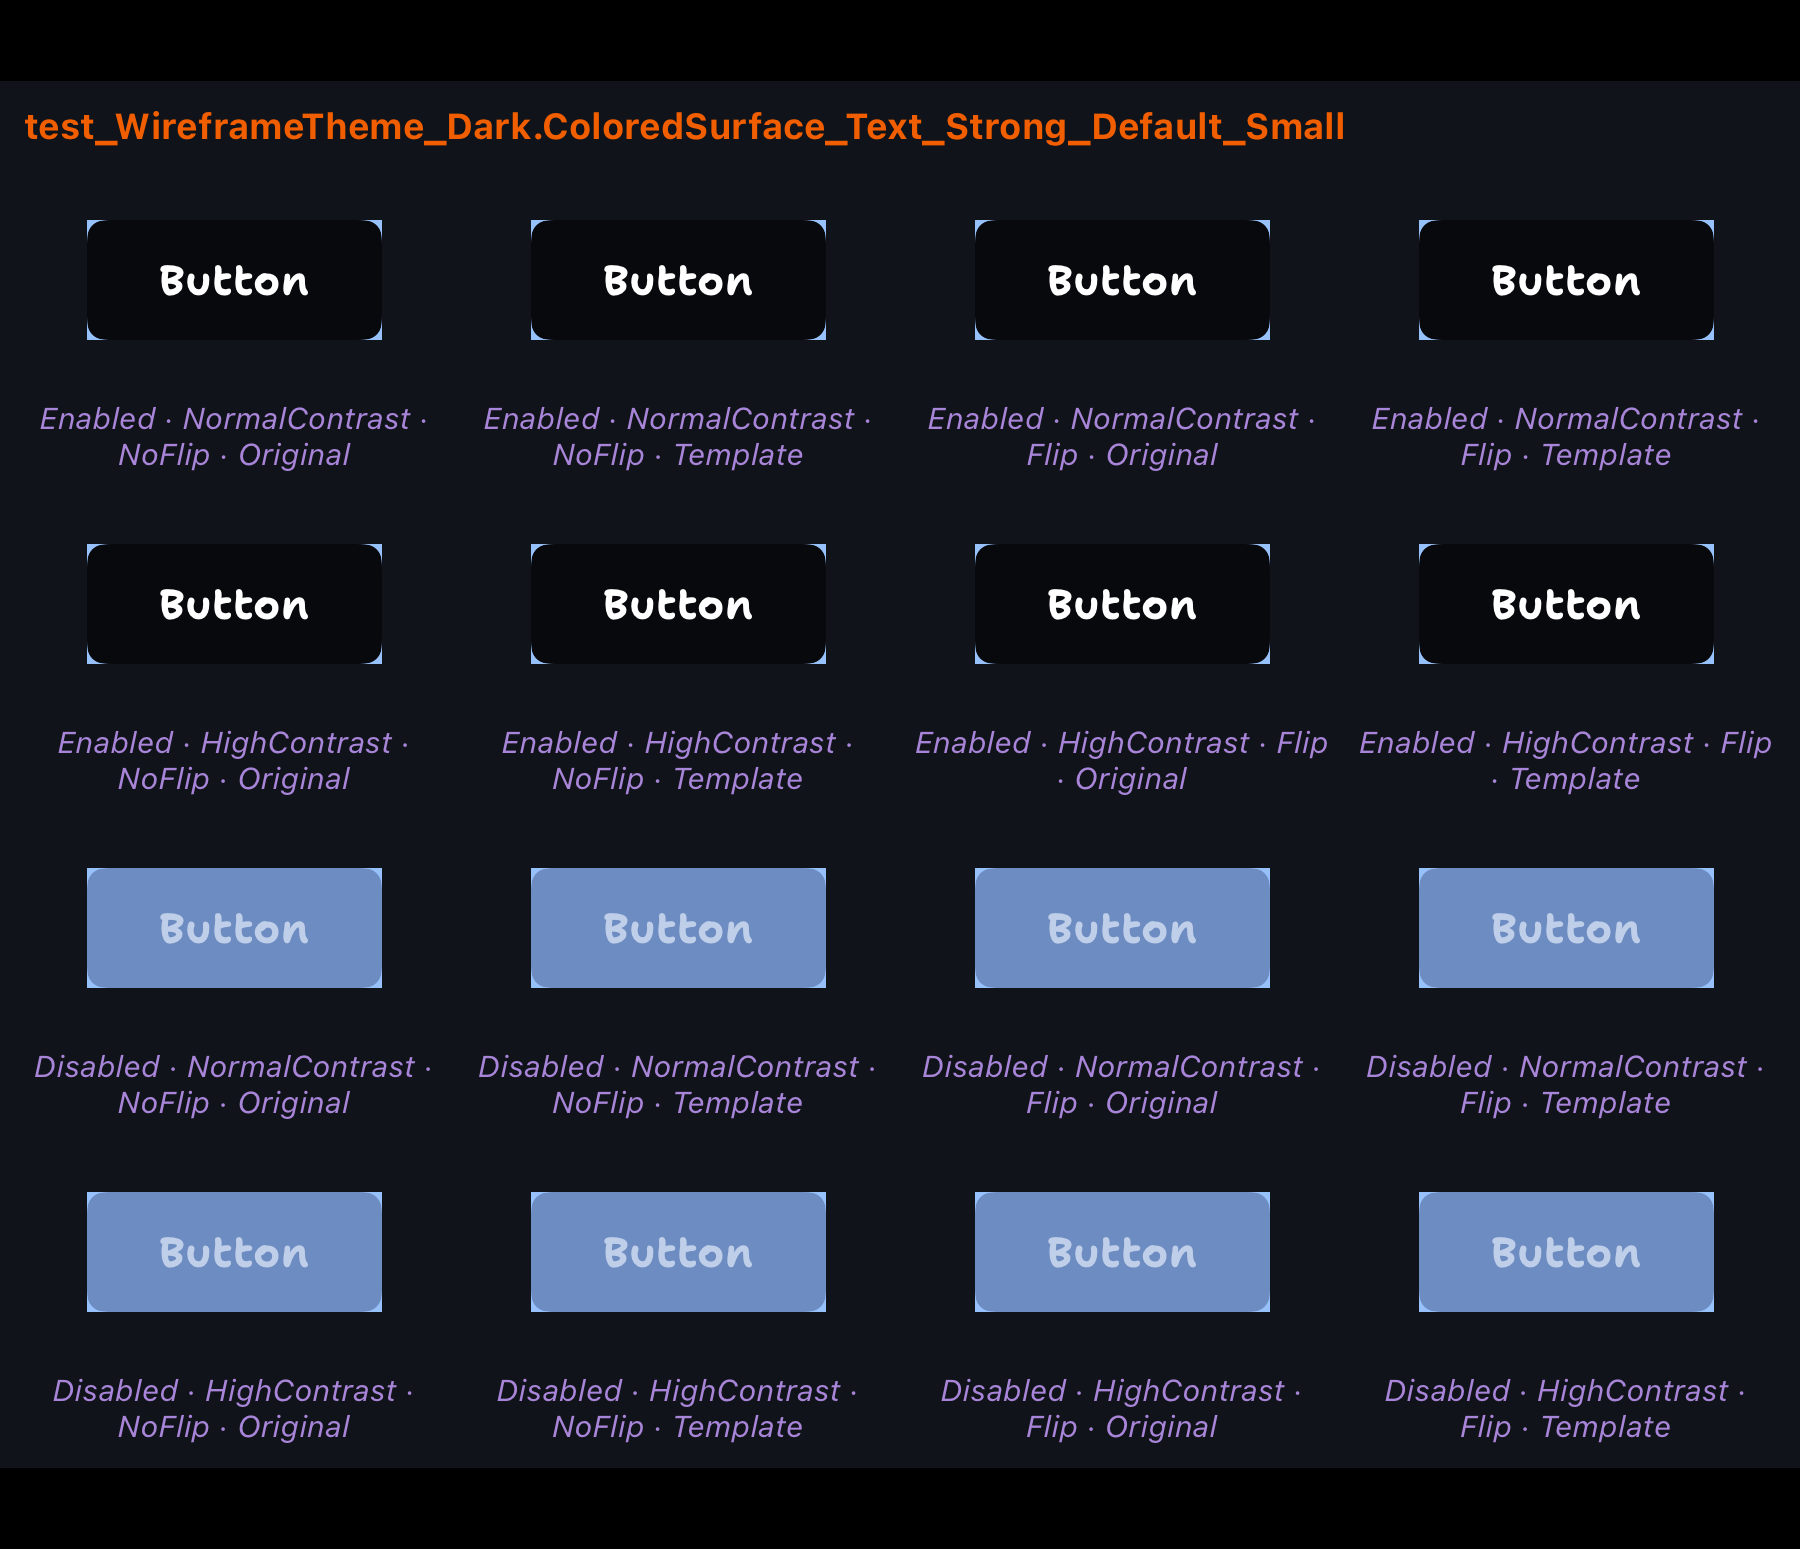 test_WireframeTheme_Dark.ColoredSurface_Text_Strong_Default_Small
Button Button Button Button
Enabled · NormalContrast · Enabled · NormalContrast · Enabled · NormalContrast · Enabled · NormalContrast ·
NoFlip · Original NoFlip · Template Flip · Original Flip · Template
Button Button Button Button
Enabled · HighContrast · Enabled · HighContrast · Enabled · HighContrast · Flip Enabled · HighContrast · Flip
NoFlip · Original NoFlip · Template · Original · Template
Button Button Button Button
Disabled · NormalContrast · Disabled · NormalContrast · Disabled · NormalContrast · Disabled · NormalContrast ·
NoFlip · Original NoFlip · Template Flip · Original Flip · Template
Button Button Button Button
Disabled · HighContrast · Disabled · HighContrast · Disabled · HighContrast · Disabled · HighContrast ·
NoFlip · Original NoFlip · Template Flip · Original Flip · Template